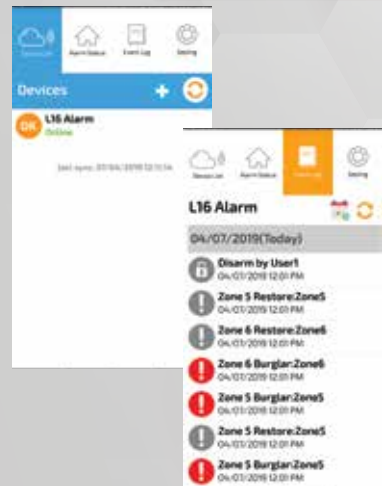 Device List
Alarm Status
Event Log
Setting
Devices
OK
L16 Alarm
Online
Alarm Status
Event Log
Setting
L16 Alarm
04/07/2019(Today)
Disarm by User1
04/07/2019 12:01 PM
Zone 5 Restore:Zone5
04/07/2019 12:01 PM
Zone 6 Restore:Zone6
04/07/2019 12:01 PM
Zone 6 Burglar:Zone6
04/07/2019 12:01 PM
Zone 5 Burglar:Zone5
04/07/2019 12:01 PM
Zone 5 Restore:Zone5
04/07/2019 12:01 PM
Zone 5 Burglar:Zone5
04/07/2019 12:01 PM